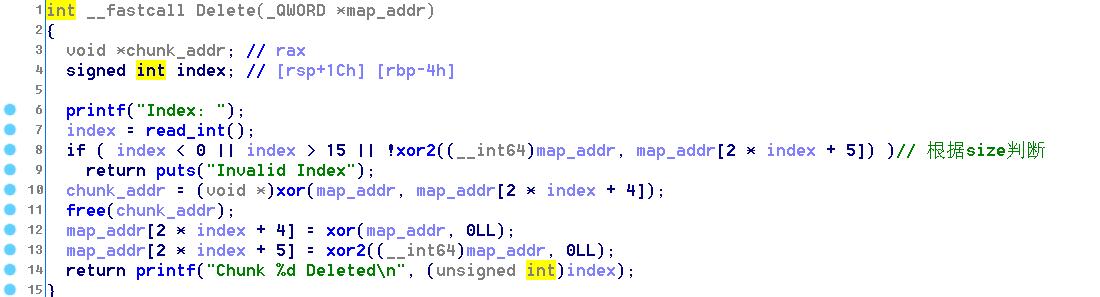 1 int __fastcall Delete(_QWORD *map_addr)
2 {
3 void *chunk_addr; // rax
4 signed int index; // [rsp+1Ch] [rbp-4h]
5
6 printf("Index: ");
7 index = read_int();
8 if ( index < 0 || index > 15 || !xor2((__int64)map_addr, map_addr[2 * index + 5]) )// 根据size判断
9 return puts("Invalid Index");
10 chunk_addr = (void *)xor(map_addr, map_addr[2 * index + 4]);
11 free(chunk_addr);
12 map_addr[2 * index + 4] = xor(map_addr, 0LL);
13 map_addr[2 * index + 5] = xor2((__int64)map_addr, 0LL);
14 return printf("Chunk %d Deleted\n", (unsigned int)index);
15 }